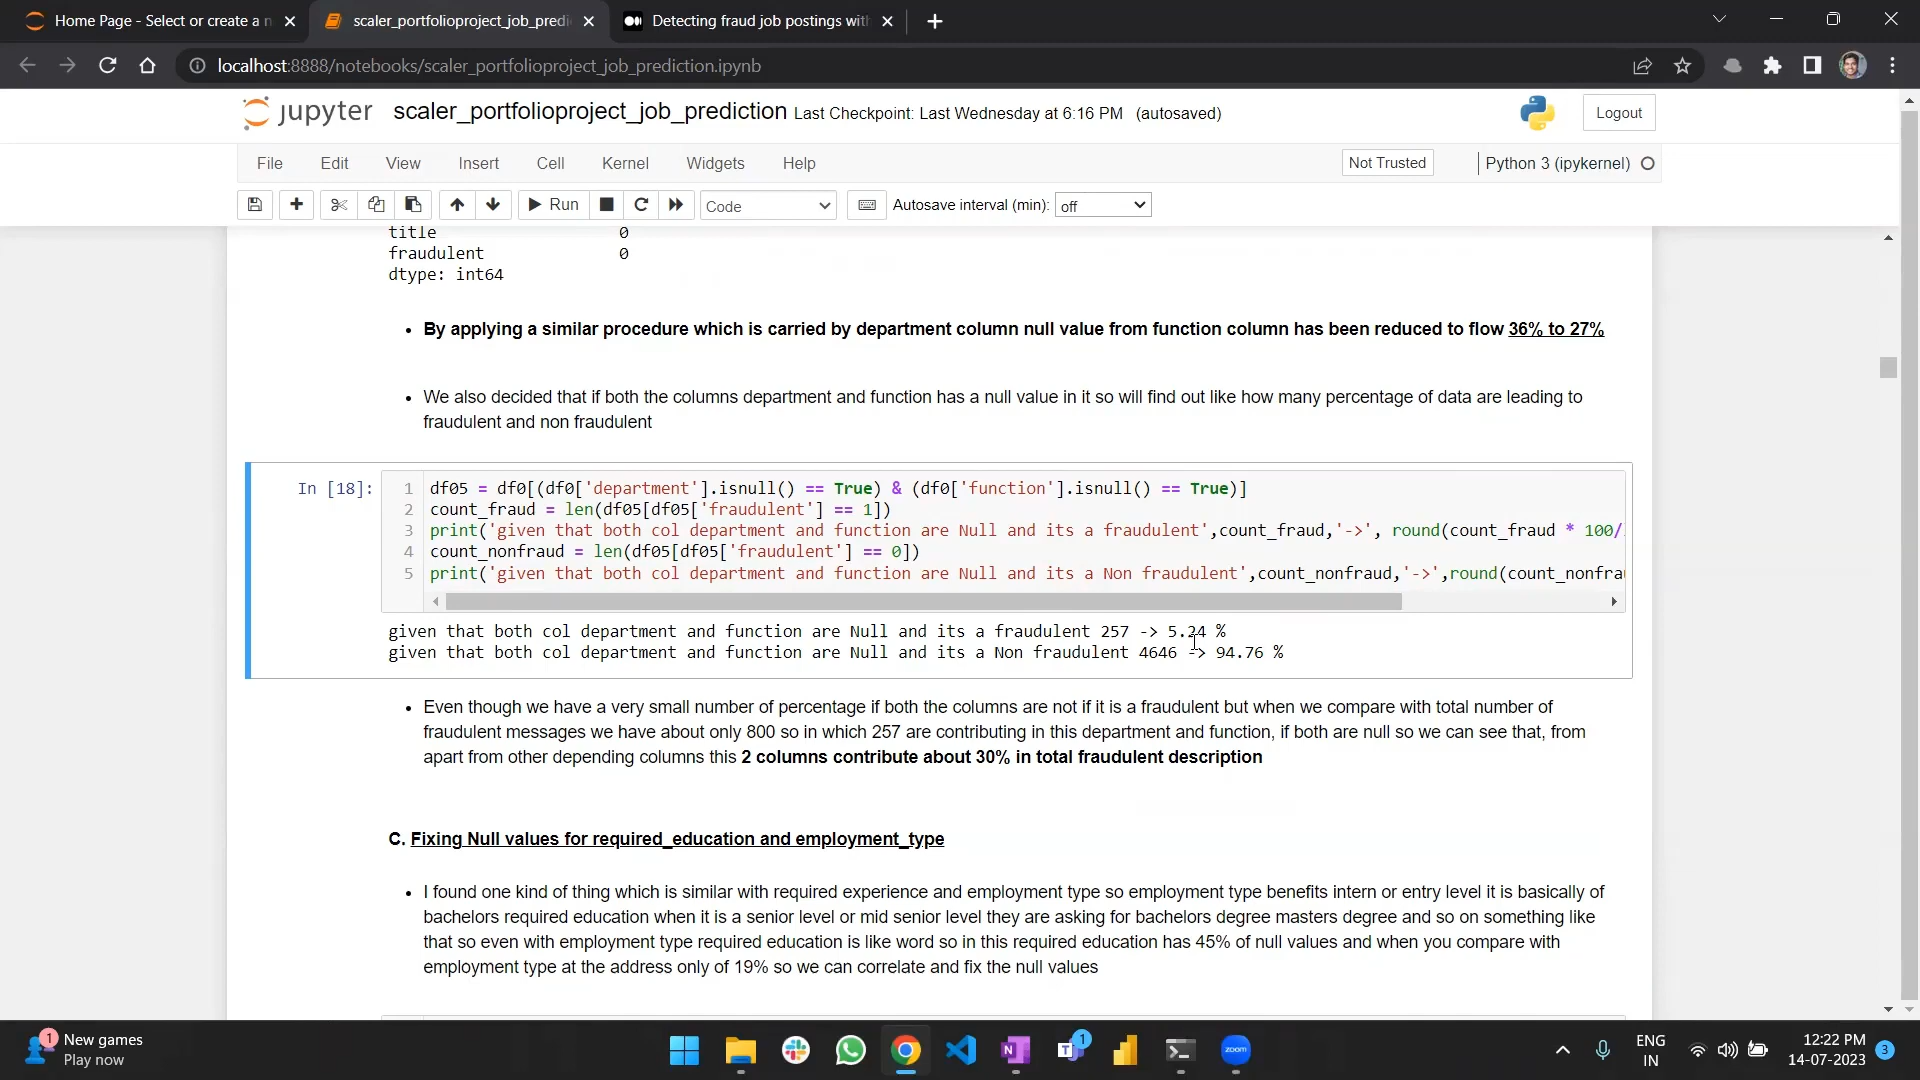 Home Page - Select or create a n
scaler_portfolioproject_job_predi
Detecting fraud job postings with
localhost:8888/notebooks/scaler_portfolioproject_job_prediction.ipynb
jupyter scaler_portfolioproject_job_prediction Last Checkpoint: Last Wednesday at 6:16 PM (autosaved)
Logout
File Edit View Insert Cell Kernel Widgets Help
Not Trusted
Python 3 (ipykernel)
Run
Code
Autosave interval (min): off
title 0
fraudulent 0
dtype: int64
• By applying a similar procedure which is carried by department column null value from function column has been reduced to flow 36% to 27%
• We also decided that if both the columns department and function has a null value in it so will find out like how many percentage of data are leading to
fraudulent and non fraudulent
In [18]:
1 df05 = df0[(df0['department'].isnull() == True) & (df0['function'].isnull() == True)]
2 count_fraud = len(df05[df05['fraudulent'] == 1])
3 print('given that both col department and function are Null and its a fraudulent',count_fraud,'->', round(count_fraud * 100/
4 count_nonfraud = len(df05[df05['fraudulent'] == 0])
5 print('given that both col department and function are Null and its a Non fraudulent',count_nonfraud,'->',round(count_nonfrau
given that both col department and function are Null and its a fraudulent 257 -> 5.24 %
given that both col department and function are Null and its a Non fraudulent 4646 -> 94.76 %
• Even though we have a very small number of percentage if both the columns are not if it is a fraudulent but when we compare with total number of
fraudulent messages we have about only 800 so in which 257 are contributing in this department and function, if both are null so we can see that, from
apart from other depending columns this 2 columns contribute about 30% in total fraudulent description
C. Fixing Null values for required_education and employment_type
• I found one kind of thing which is similar with required experience and employment type so employment type benefits intern or entry level it is basically of
bachelors required education when it is a senior level or mid senior level they are asking for bachelors degree masters degree and so on something like
that so even with employment type required education is like word so in this required education has 45% of null values and when you compare with
employment type at the address only of 19% so we can correlate and fix the null values
1
New games
Play now
N
T
1
zoom
ENG
IN
12:22 PM
14-07-2023
3